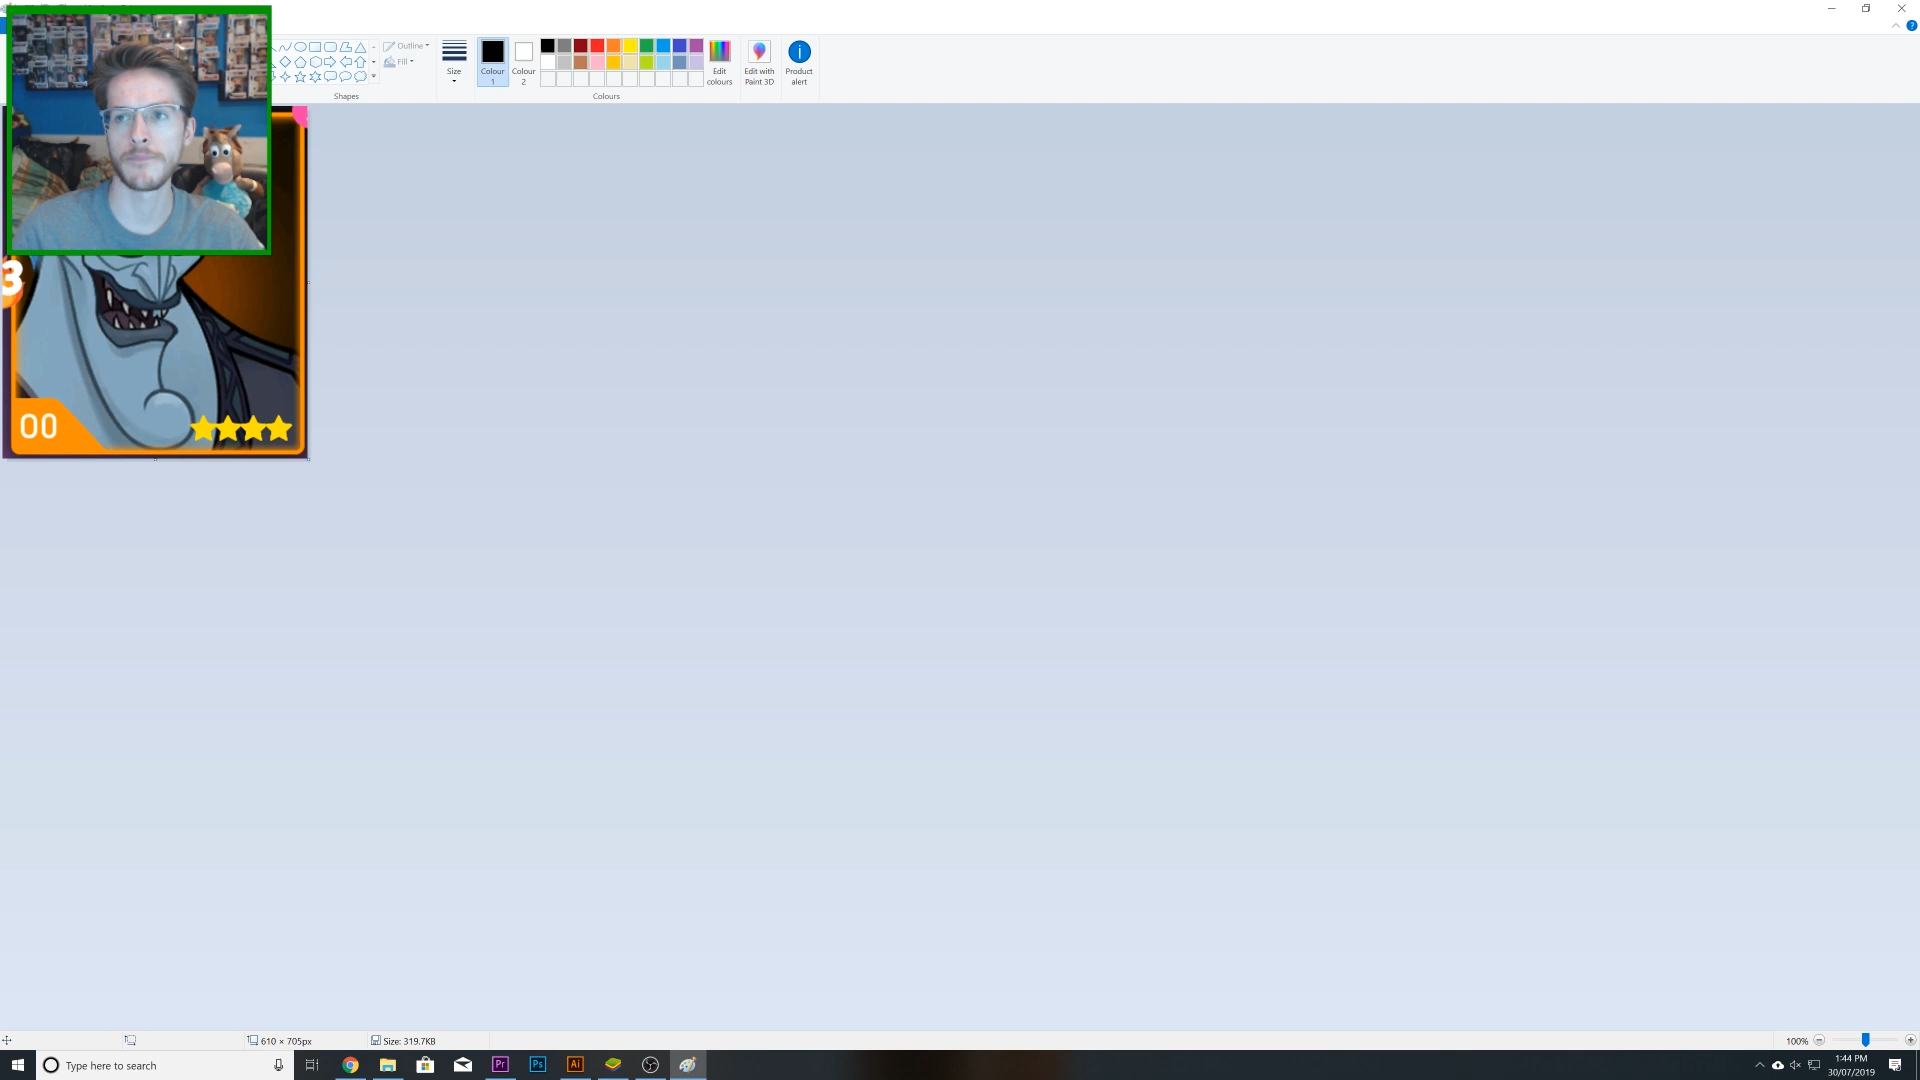 Outline
Fill
Size
Colour 1
Colour 2
Edit colours
Edit with Paint 3D
Product alert
Shapes
Colours
3
00
610 × 705px
Size: 319.7KB
100%
Type here to search
Pr
Ps
Ai
1:44 PM
30/07/2019